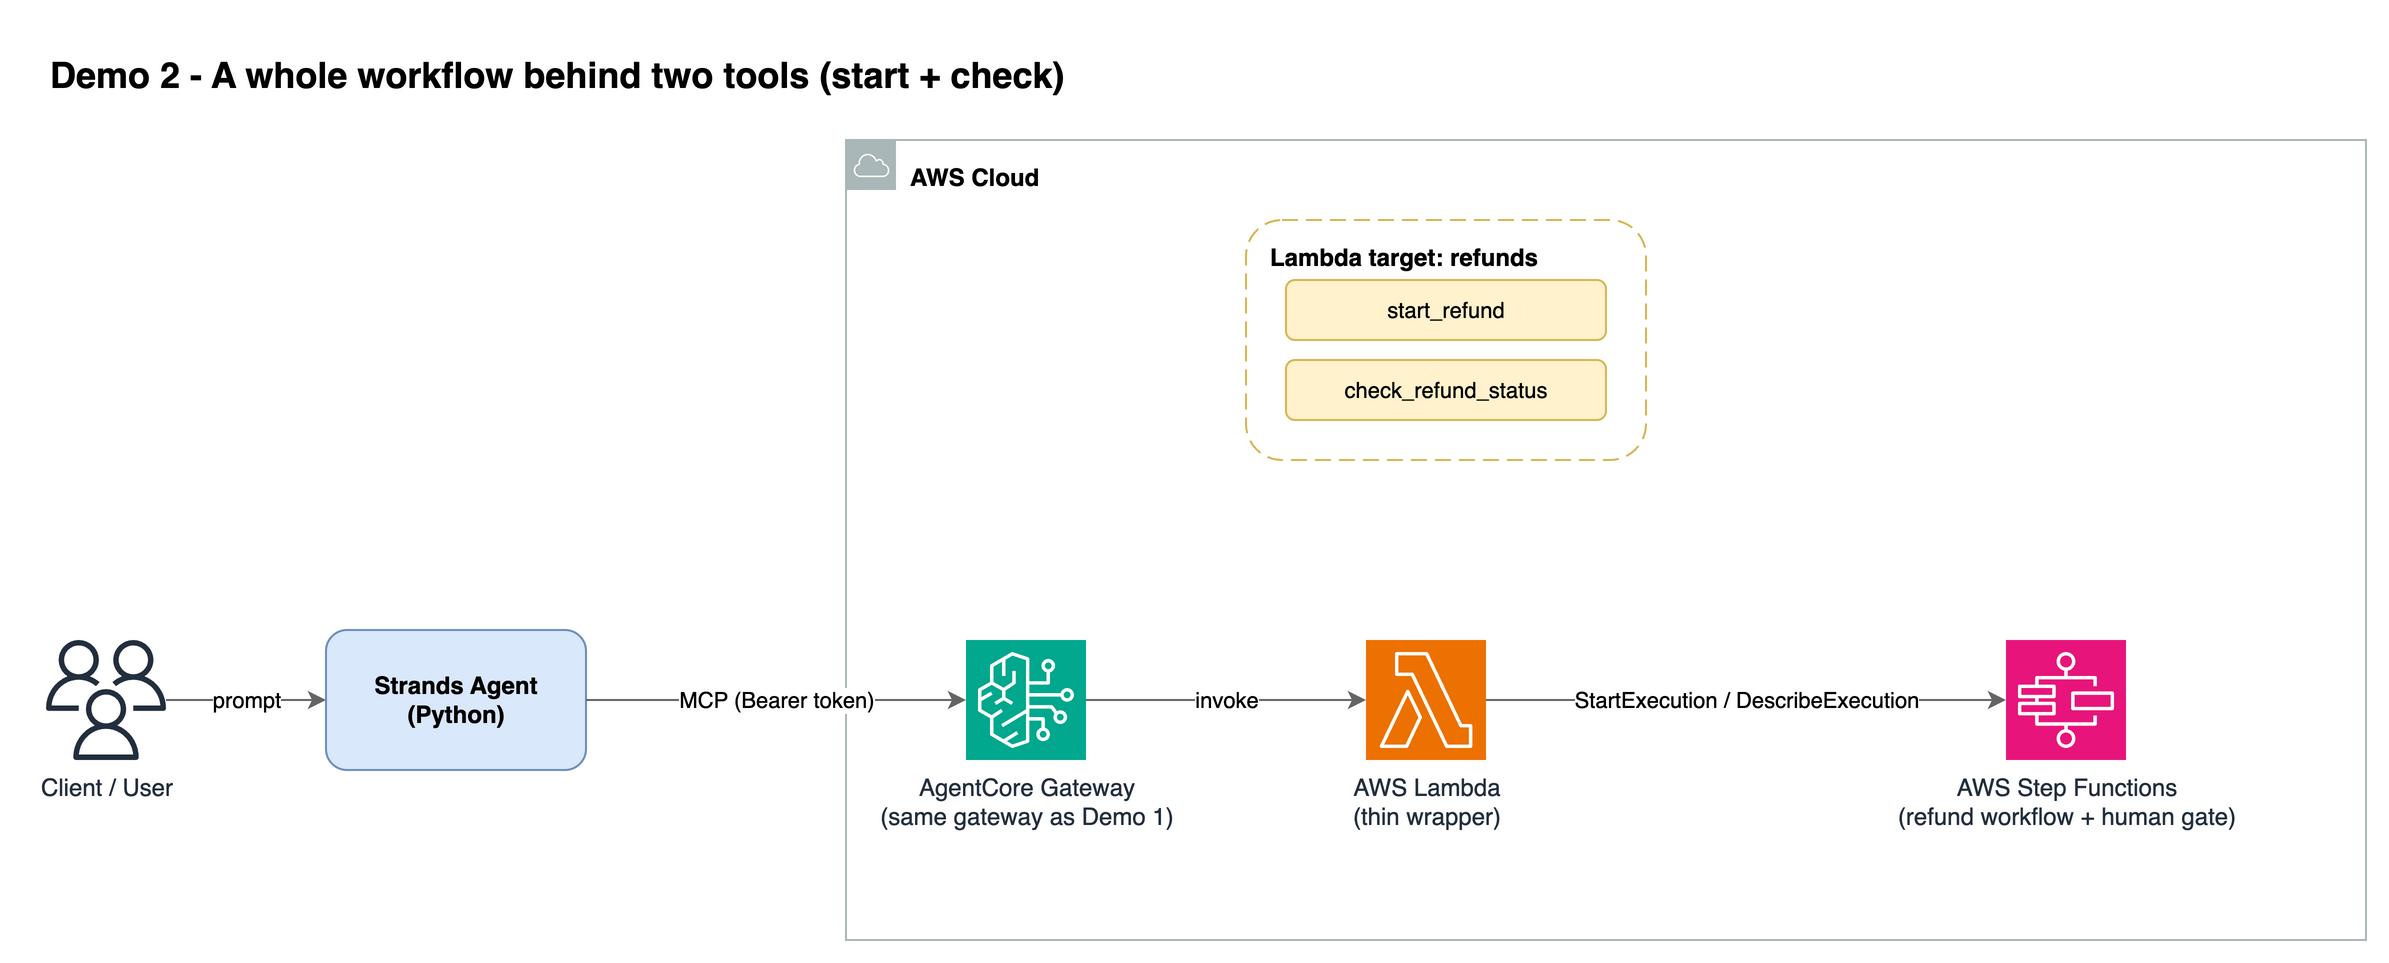 Demo 2 - A whole workflow behind two tools (start + check)
AWS Cloud
Lambda target: refunds
start_refund
check_refund_status
prompt
Strands Agent
(Python)
MCP (Bearer token)
invoke
StartExecution / DescribeExecution
Client / User
AgentCore Gateway
(same gateway as Demo 1)
AWS Lambda
(thin wrapper)
AWS Step Functions
(refund workflow + human gate)